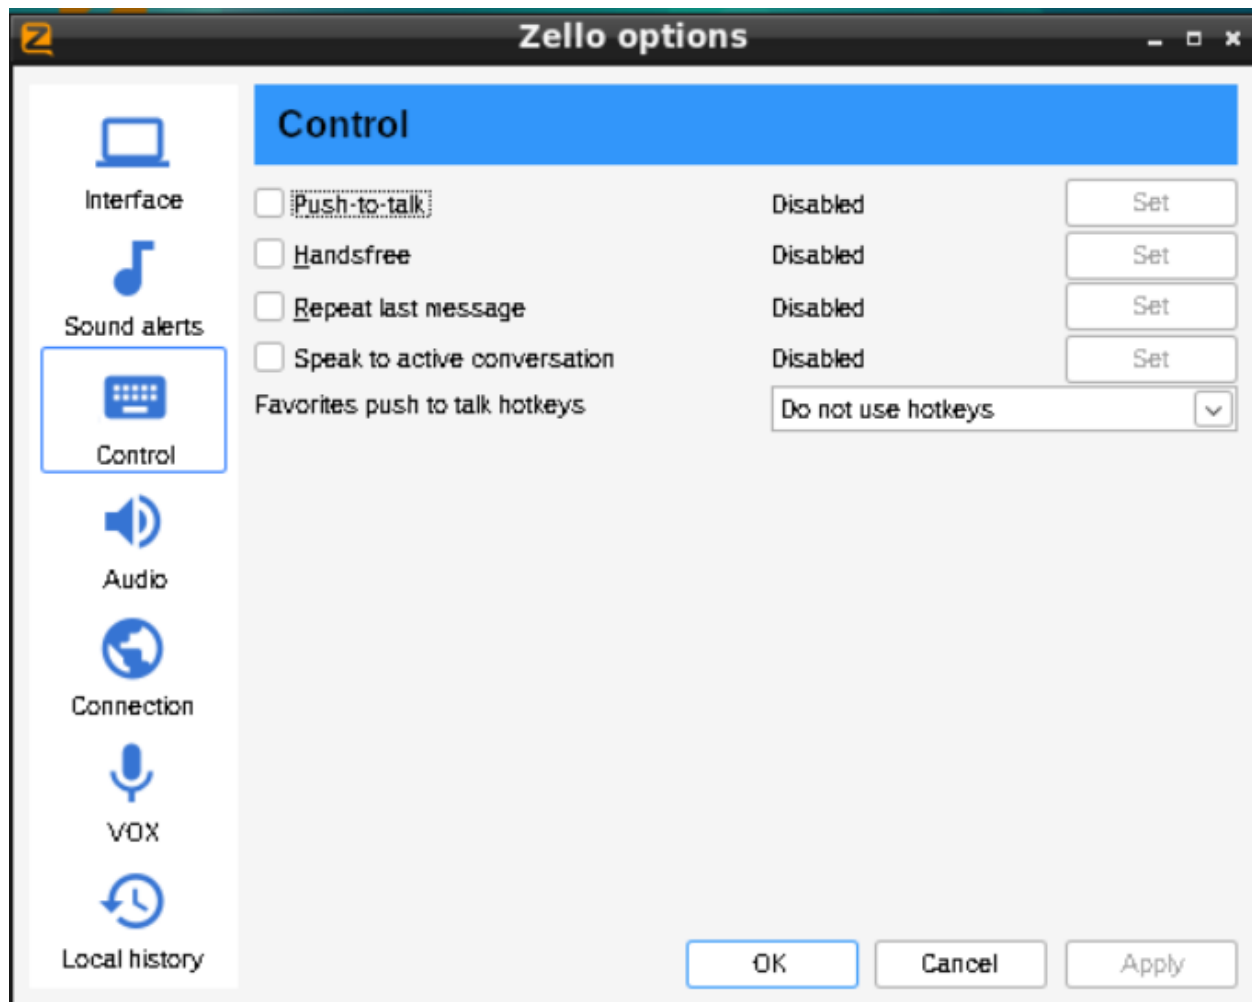 Zello options
Interface
Sound alerts
Control
Audio
Connection
VOX
Local history
Control
Push-to-talk Disabled Set
Handsfree Disabled Set
Repeat last message Disabled Set
Speak to active conversation Disabled Set
Favorites push to talk hotkeys Do not use hotkeys
OK Cancel Apply